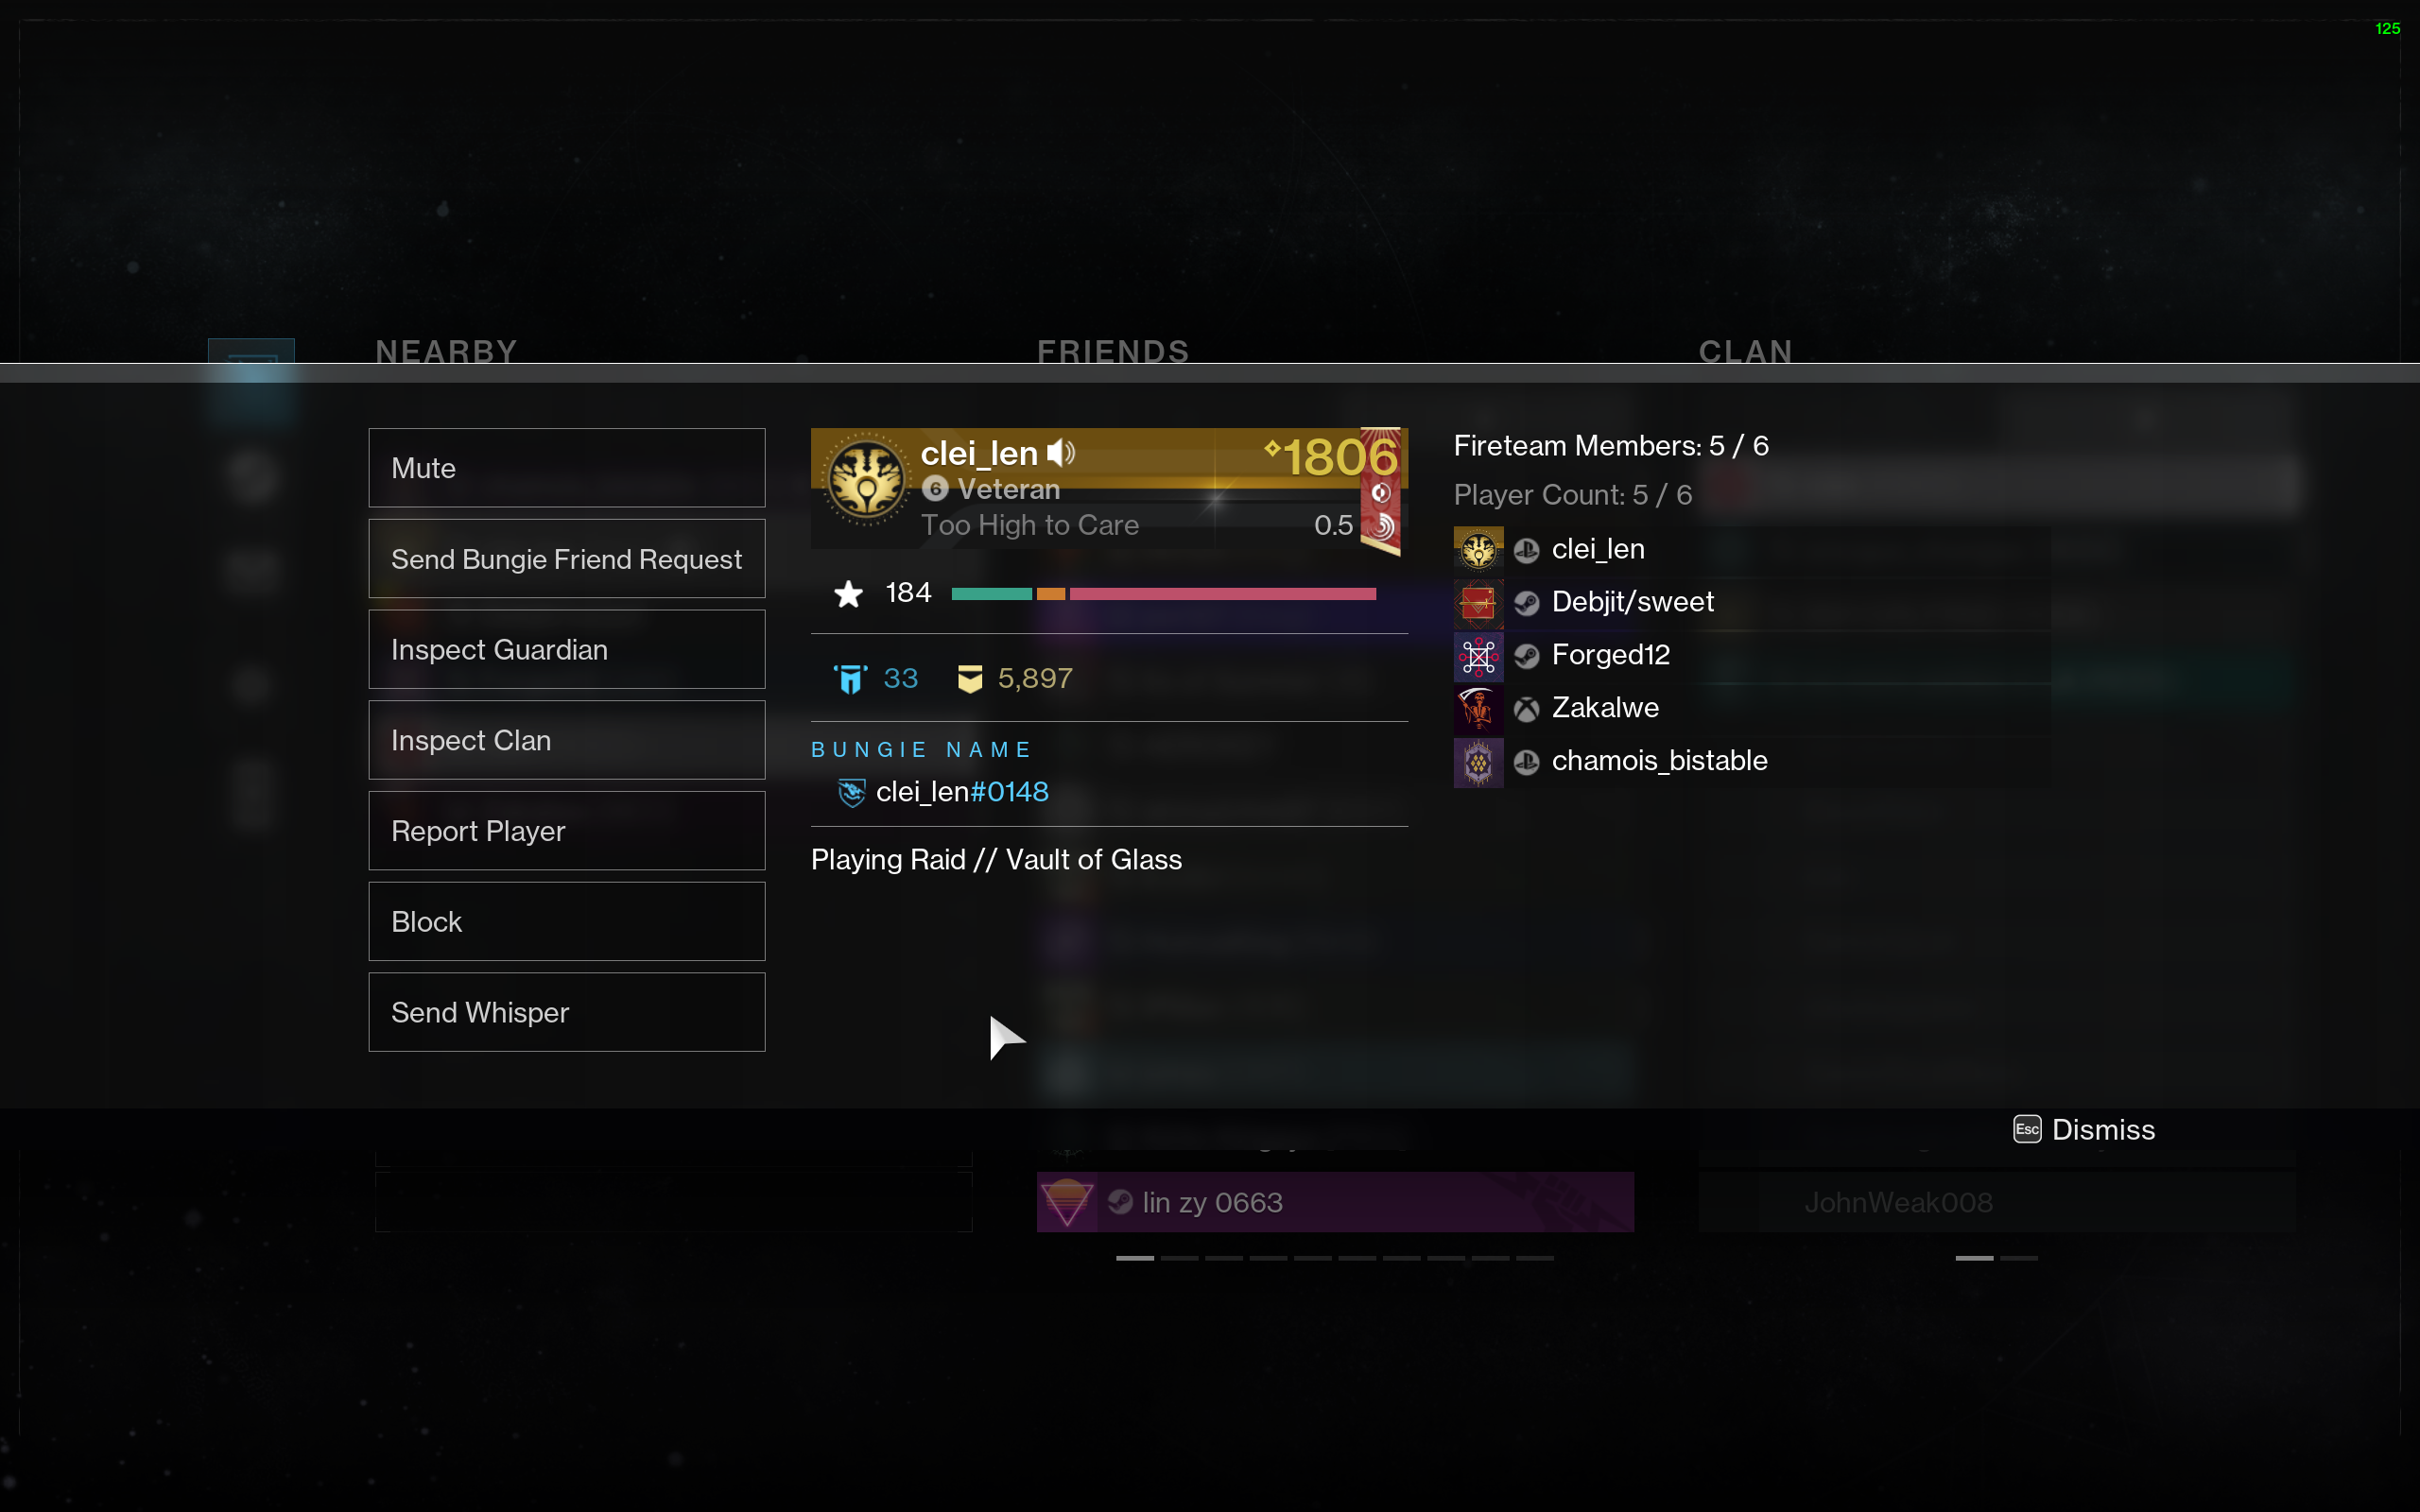 125
NEARBY
FRIENDS
CLAN
Mute
Send Bungie Friend Request
Inspect Guardian
Inspect Clan
Report Player
Block
Send Whisper
clei_len
1806
6 Veteran
Too High to Care
0.5
184
33
5,897
BUNGIE NAME
clei_len#0148
Playing Raid // Vault of Glass
Fireteam Members: 5 / 6
Player Count: 5 / 6
clei_len
Debjit/sweet
Forged12
Zakalwe
chamois_bistable
Esc Dismiss
lin zy 0663
JohnWeak008